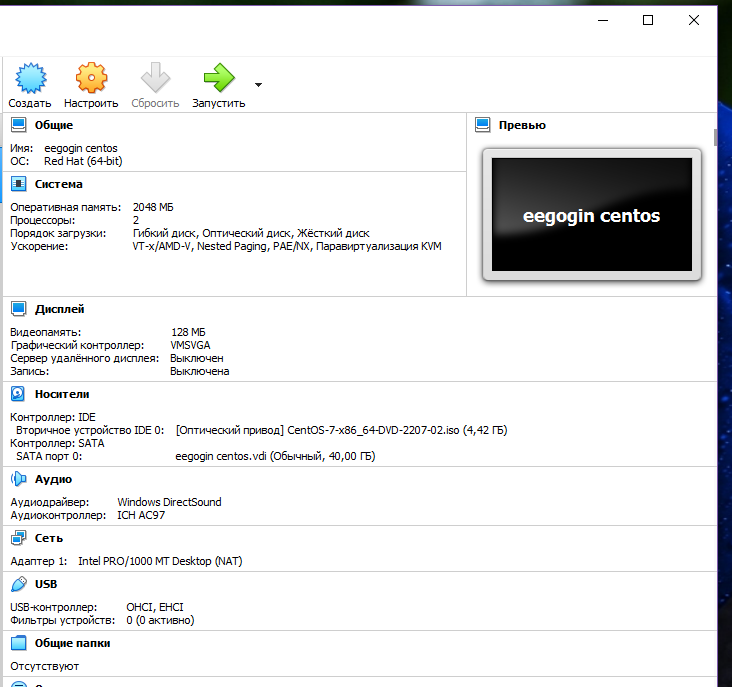 Создать Настроить Сбросить Запустить
Общие
Имя: eegogin centos
ОС: Red Hat (64-bit)
Превью
eegogin centos
Система
Оперативная память: 2048 МБ
Процессоры: 2
Порядок загрузки: Гибкий диск, Оптический диск, Жёсткий диск
Ускорение: VT-x/AMD-V, Nested Paging, PAE/NX, Паравиртуализация KVM
Дисплей
Видеопамять: 128 МБ
Графический контроллер: VMSVGA
Сервер удалённого дисплея: Выключен
Запись: Выключена
Носители
Контроллер: IDE
Вторичное устройство IDE 0: [Оптический привод] CentOS-7-x86_64-DVD-2207-02.iso (4,42 ГБ)
Контроллер: SATA
SATA порт 0: eegogin centos.vdi (Обычный, 40,00 ГБ)
Аудио
Аудиодрайвер: Windows DirectSound
Аудиоконтроллер: ICH AC97
Сеть
Адаптер 1: Intel PRO/1000 MT Desktop (NAT)
USB
USB-контроллер: OHCI, EHCI
Фильтры устройств: 0 (0 активно)
Общие папки
Отсутствуют